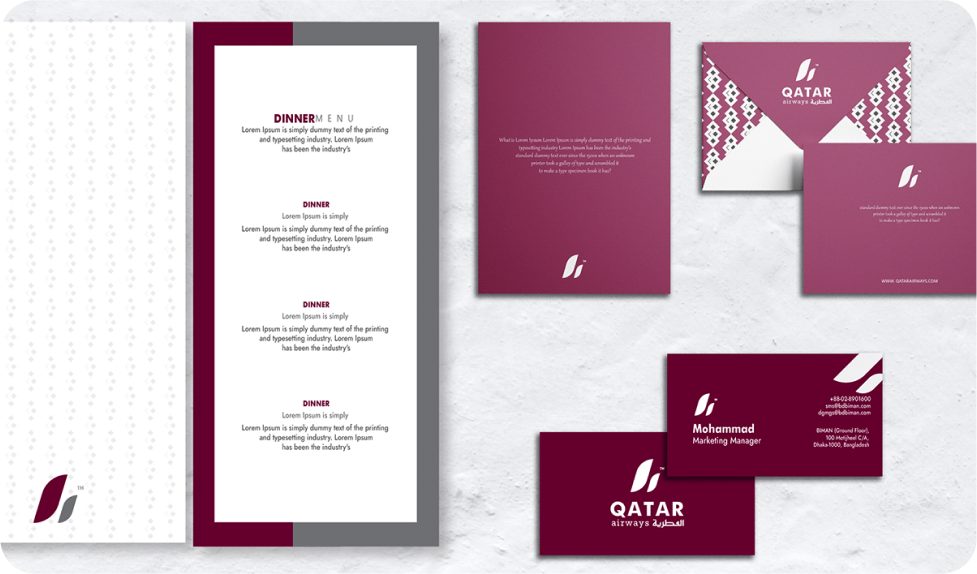 TM
DINNERMENU
Lorem Ipsum is simply dummy text of the printing
and typesetting industry. Lorem Ipsum
has been the industry's
DINNER
Lorem Ipsum is simply
Lorem Ipsum is simply dummy text of the printing
and typesetting industry. Lorem Ipsum
has been the industry's
DINNER
Lorem Ipsum is simply
Lorem Ipsum is simply dummy text of the printing
and typesetting industry. Lorem Ipsum
has been the industry's
DINNER
Lorem Ipsum is simply
Lorem Ipsum is simply dummy text of the printing
and typesetting industry. Lorem Ipsum
has been the industry's
What is Lorem Ipsum Lorem Ipsum is simply dummy text of the printing and
typesetting industry Lorem Ipsum has been the industry's
standard dummy text ever since the 1500s when an unknown
printer took a galley of type and scrambled it
to make a type specimen book it has?
TM
QATAR
airways القطرية
standard dummy text ever since the 1500s when an unknown
printer took a galley of type and scrambled it
to make a type specimen book it has?
WWW. QATARAIRWAYS.COM
Mohammad
Marketing Manager
+88-02-8901600
smrs@bdbiman.com
dgmgs@bdbiman.com
BIMAN (Ground Floor),
100 Motijheel C/A,
Dhaka-1000, Bangladesh
TM
QATAR
airways القطرية